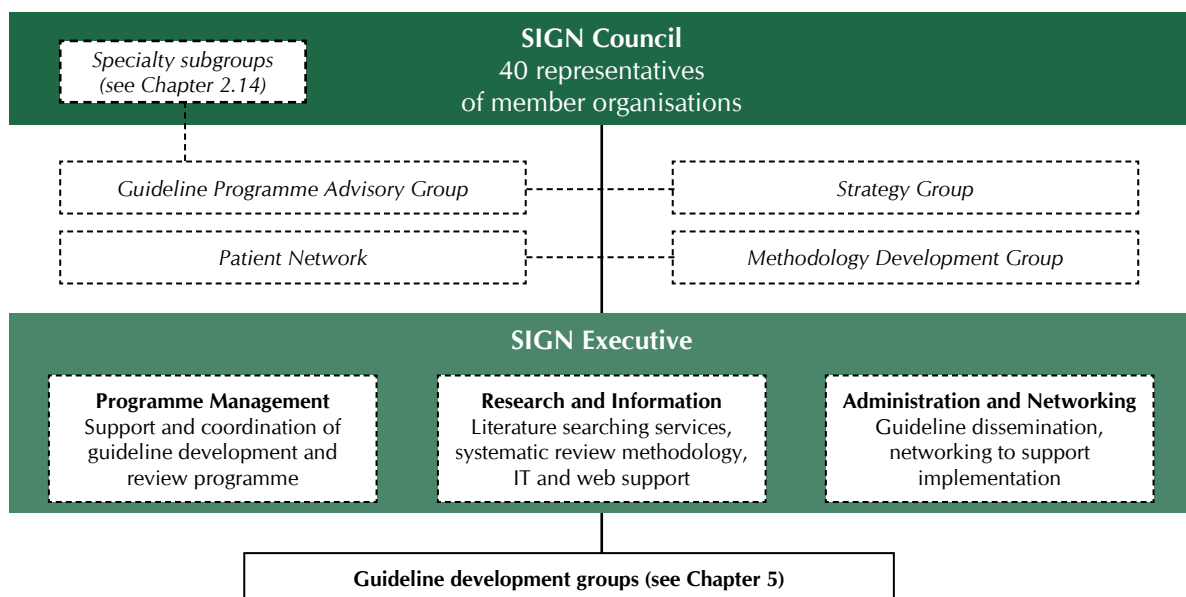 SIGN Council
40 representatives
of member organisations
Specialty subgroups
(see Chapter 2.14)
Guideline Programme Advisory Group
Strategy Group
Patient Network
Methodology Development Group
SIGN Executive
Programme Management
Support and coordination of
guideline development and
review programme
Research and Information
Literature searching services,
systematic review methodology,
IT and web support
Administration and Networking
Guideline dissemination,
networking to support
implementation
Guideline development groups (see Chapter 5)